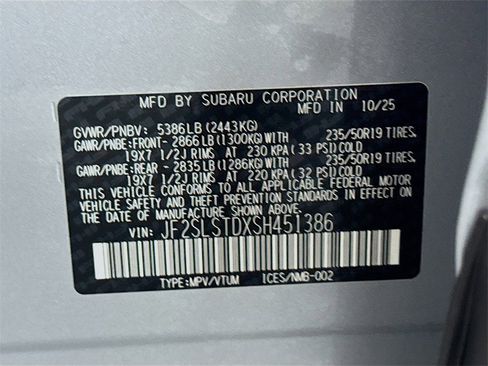 MFD BY SUBARU CORPORATION
MFD IN 10/25
GVWR/PNBV: 5386LB(2443KG)
GAWR/PNBE:FRONT- 2866LB(1300KG)WITH 235/50R19 TIRES.
19X7 1/2J RIMS AT 230 KPA(33 PSI)COLD
GAWR/PNBE:REAR - 2835LB(1286KG)WITH 235/50R19 TIRES.
19X7 1/2J RIMS AT 220 KPA(32 PSI)COLD
THIS VEHICLE CONFORMS TO ALL APPLICABLE FEDERAL MOTOR
VEHICLE SAFETY AND THEFT PREVENTION STANDARDS IN EFFECT
ON THE DATE OF MANUFACTURE SHOWN ABOVE.
VIN: JF2SLSTDXSH451386
TYPE:MPV/VTUM ICES/NMB-002